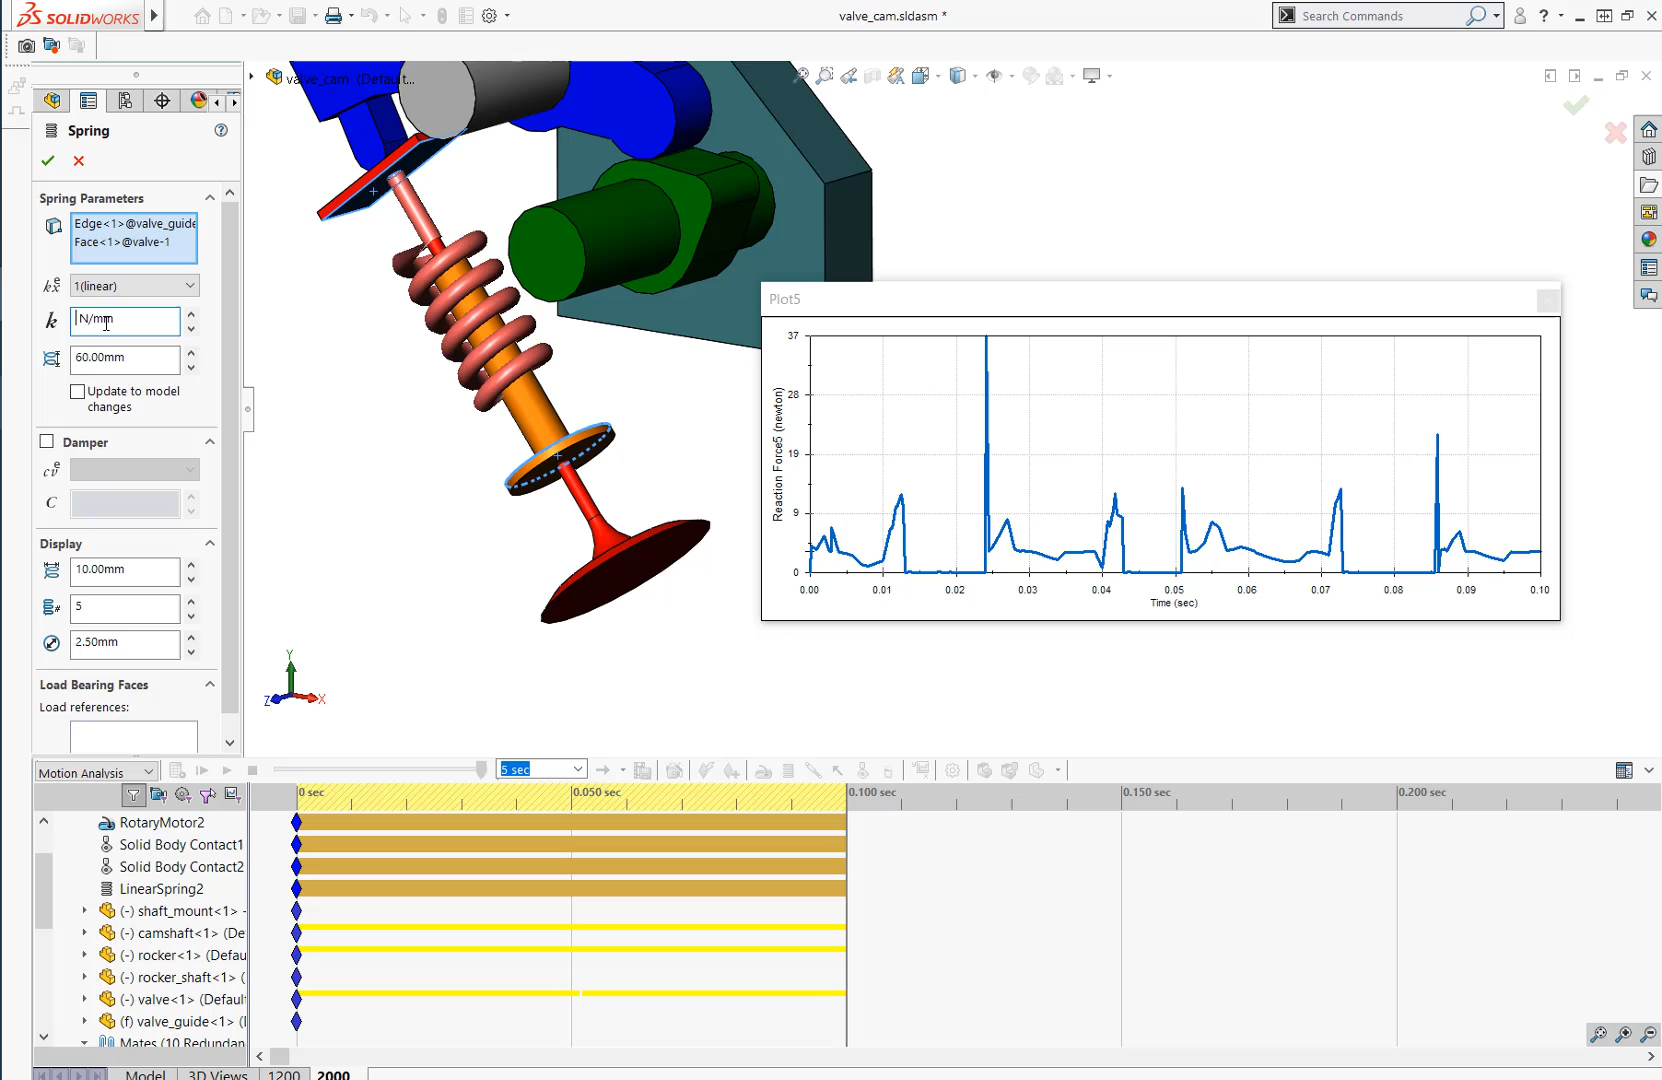 SOLIDWORKS
valve_cam.sldasm *
Search Commands
?
valve_cam (Default...
Spring
?
Spring Parameters
Edge<1>@valve_guide
Face<1>@valve-1
1(linear)
k
N/mm
60.00mm
Update to model
changes
Damper
C
Display
10.00mm
5
2.50mm
Load Bearing Faces
Load references:
Y
Z
X
Plot5
Reaction Force5 (newton)
37
28
19
9
0
0.00
0.01
0.02
0.03
0.04
0.05
0.06
0.07
0.08
0.09
0.10
Time (sec)
Motion Analysis
5 sec
0 sec
0.050 sec
0.100 sec
0.150 sec
0.200 sec
RotaryMotor2
Solid Body Contact1
Solid Body Contact2
LinearSpring2
(-) shaft_mount<1> -
(-) camshaft<1> (De
(-) rocker<1> (Defau
(-) rocker_shaft<1> (
(-) valve<1> (Default
(f) valve_guide<1> (
Mates (10 Redundan
Model
3D Views
1200
2000